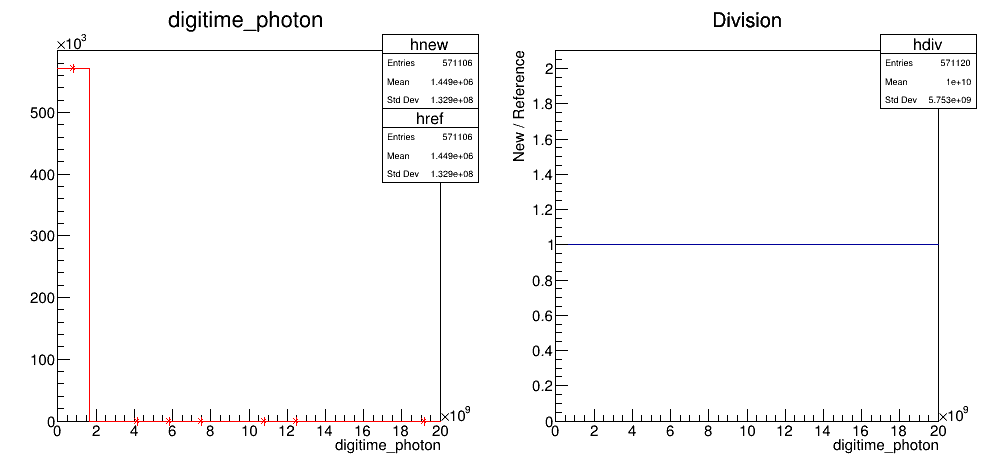 digitime_photon
×10³
hnew
Entries 571106
Mean 1.449e+06
Std Dev 1.329e+08
href
Entries 571106
Mean 1.449e+06
Std Dev 1.329e+08
500
400
300
200
100
0
0 2 4 6 8 10 12 14 16 18 20
×10⁹
digitime_photon
Division
hdiv
Entries 571120
Mean 1e+10
Std Dev 5.753e+09
New / Reference
2
1.8
1.6
1.4
1.2
1
0.8
0.6
0.4
0.2
0
0 2 4 6 8 10 12 14 16 18 20
×10⁹
digitime_photon